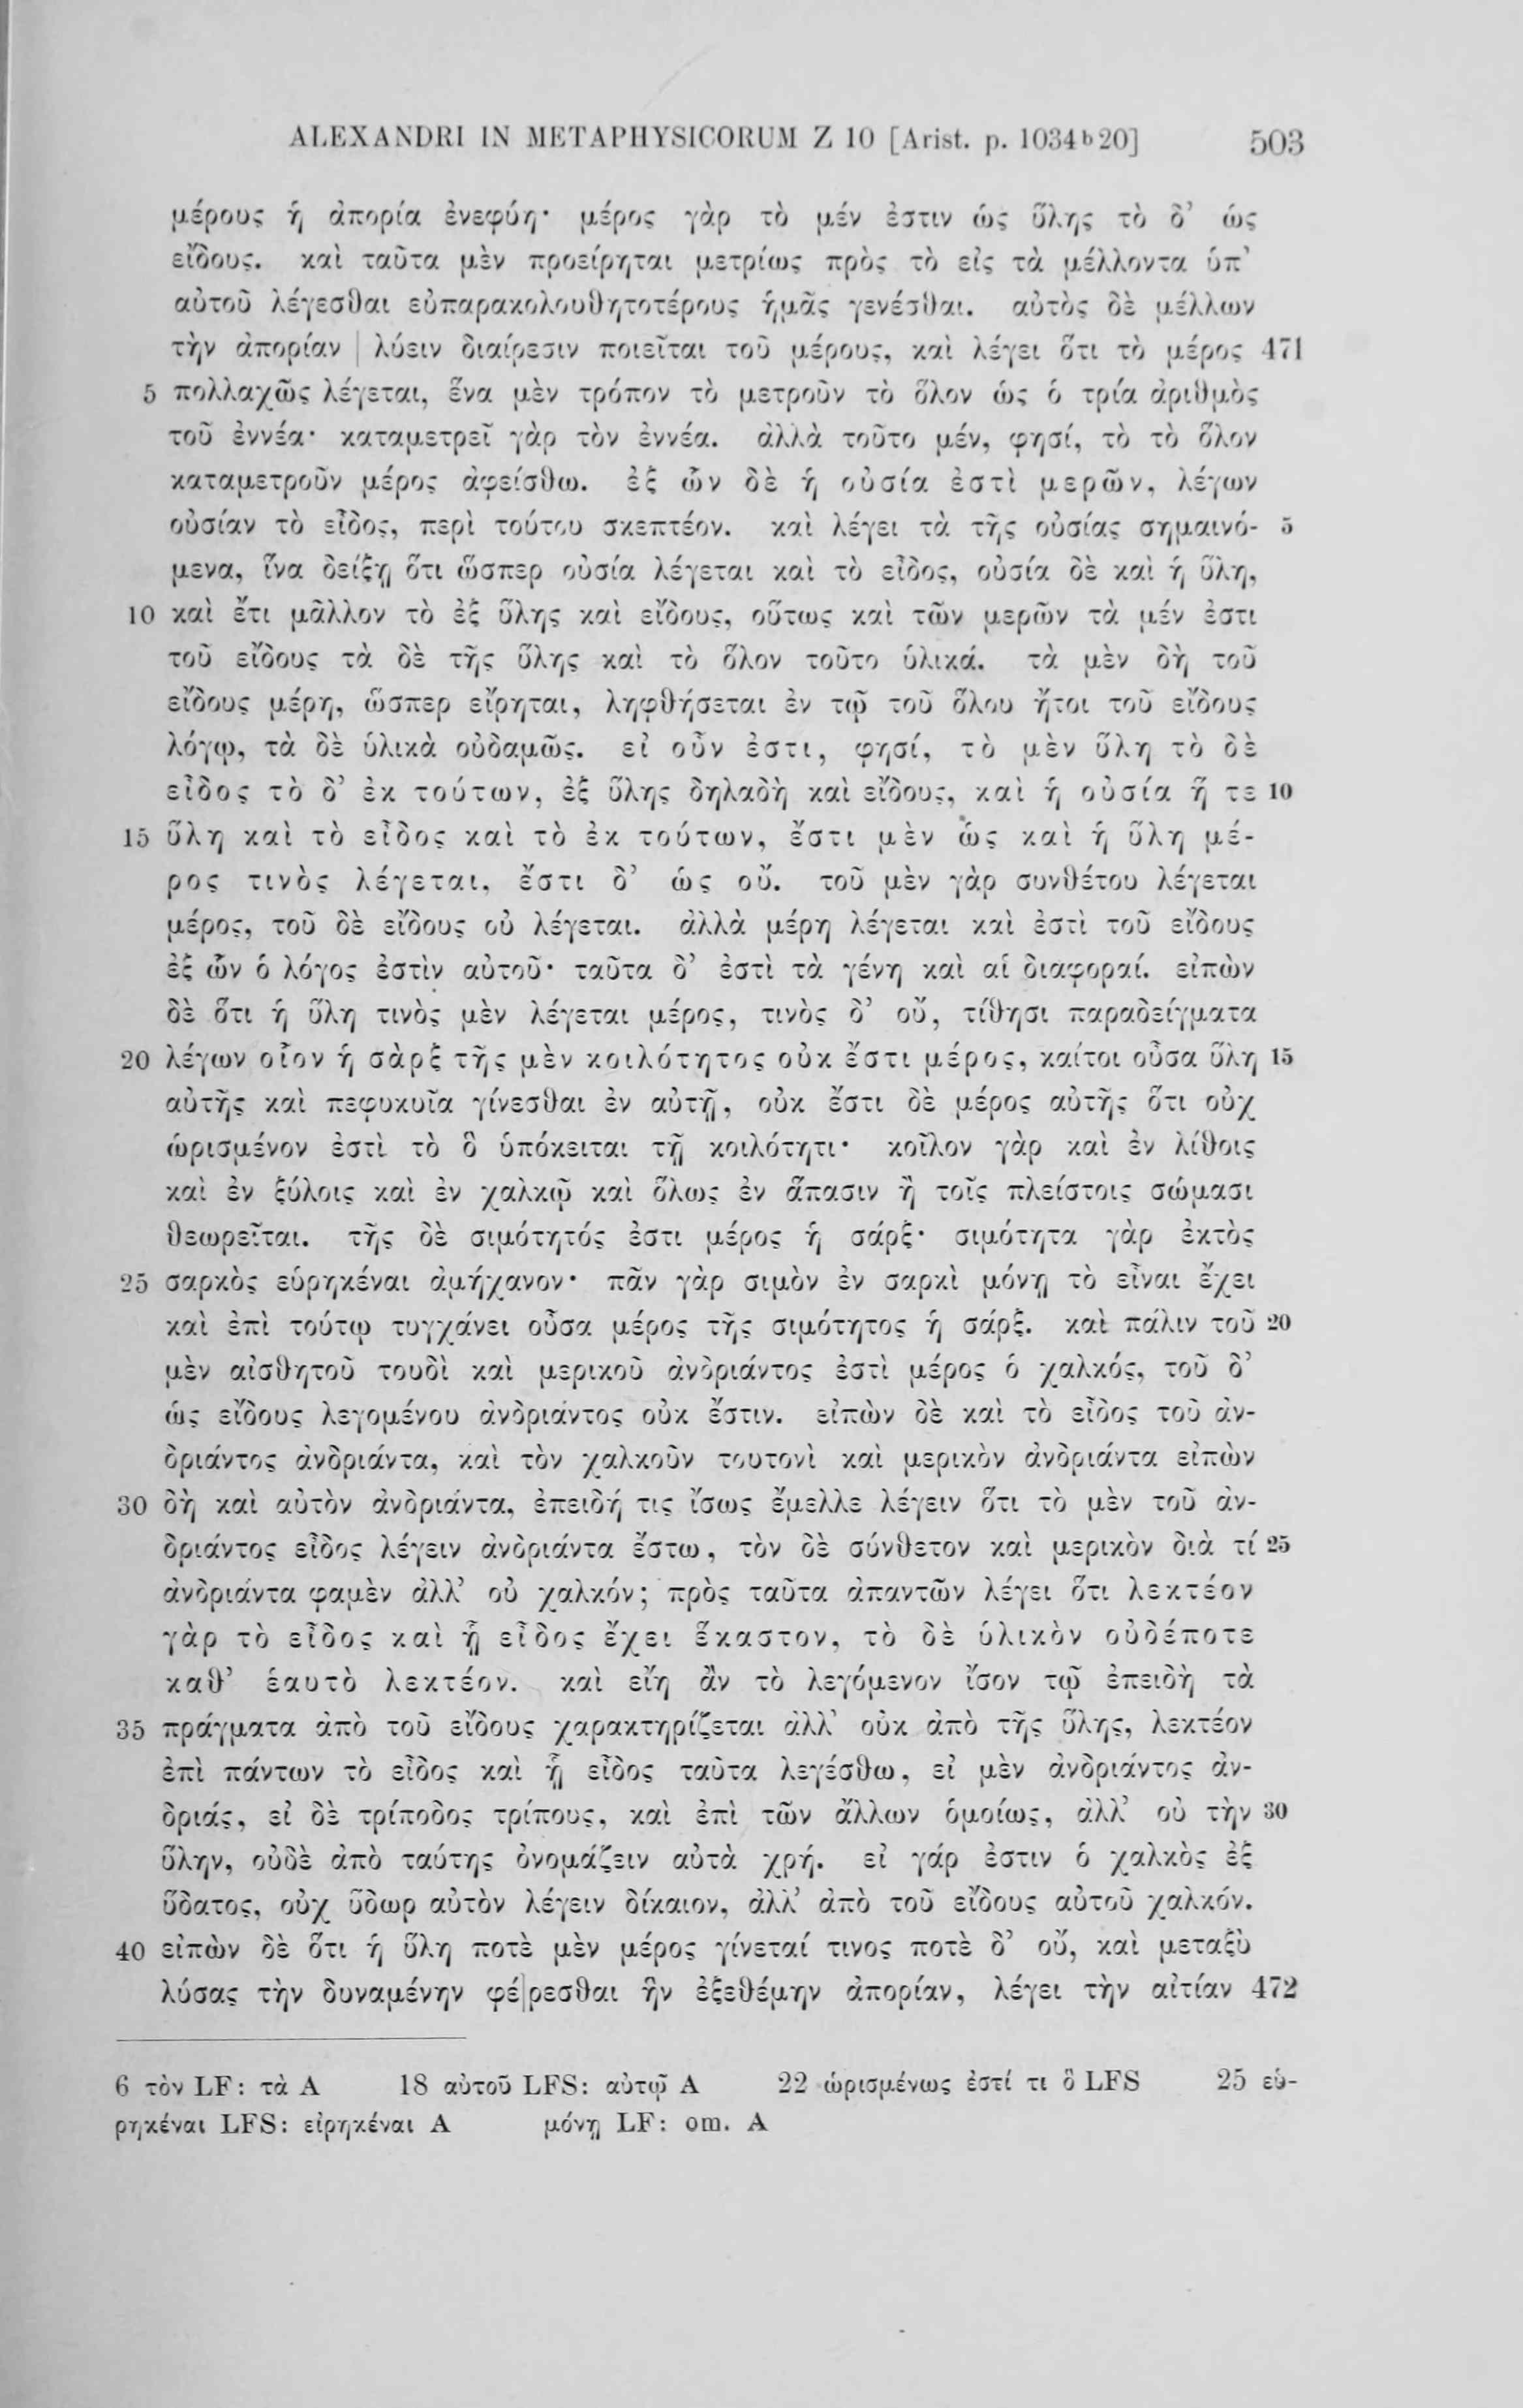 ALEXANDRI IN METAPHYSICORUM Z 10 [Arist. p. 1034ᵇ20] 503
μέρους ἡ ἀπορία ἐνεφύη· μέρος γὰρ τὸ μέν ἐστιν ὡς ὕλης τὸ δ’ ὡς
εἴδους. καὶ ταῦτα μὲν προείρηται μετρίως πρὸς τὸ εἰς τὰ μέλλοντα ὑπ’
αὐτοῦ λέγεσθαι εὐπαρακολουθητοτέρους ἡμᾶς γενέσθαι. αὐτὸς δὲ μέλλων
τὴν ἀπορίαν | λύειν διαίρεσιν ποιεῖται τοῦ μέρους, καὶ λέγει ὅτι τὸ μέρος 471
5 πολλαχῶς λέγεται, ἕνα μὲν τρόπον τὸ μετροῦν τὸ ὅλον ὡς ὁ τρία ἀριθμὸς
τοῦ ἐννέα· καταμετρεῖ γὰρ τὸν ἐννέα. ἀλλὰ τοῦτο μέν, φησί, τὸ τὸ ὅλον
καταμετροῦν μέρος ἀφείσθω. ἐξ ὧν δὲ ἡ οὐσία ἐστὶ μερῶν, λέγων
οὐσίαν τὸ εἶδος, περὶ τούτου σκεπτέον. καὶ λέγει τὰ τῆς οὐσίας σημαινό- 5
μενα, ἵνα δείξῃ ὅτι ὥσπερ οὐσία λέγεται καὶ τὸ εἶδος, οὐσία δὲ καὶ ἡ ὕλη,
10 καὶ ἔτι μᾶλλον τὸ ἐξ ὕλης καὶ εἴδους, οὕτως καὶ τῶν μερῶν τὰ μέν ἐστι
τοῦ εἴδους τὰ δὲ τῆς ὕλης καὶ τὸ ὅλον τοῦτο ὑλικά. τὰ μὲν δὴ τοῦ
εἴδους μέρη, ὥσπερ εἴρηται, ληφθήσεται ἐν τῷ τοῦ ὅλου ἤτοι τοῦ εἴδους
λόγῳ, τὰ δὲ ὑλικὰ οὐδαμῶς. εἰ οὖν ἐστι, φησί, τὸ μὲν ὕλη τὸ δὲ
εἶδος τὸ δ’ ἐκ τούτων, ἐξ ὕλης δηλαδὴ καὶ εἴδους, καὶ ἡ οὐσία ἥ τε 10
15 ὕλη καὶ τὸ εἶδος καὶ τὸ ἐκ τούτων, ἔστι μὲν ὡς καὶ ἡ ὕλη μέ-
ρος τινὸς λέγεται, ἔστι δ’ ὡς οὔ. τοῦ μὲν γὰρ συνθέτου λέγεται
μέρος, τοῦ δὲ εἴδους οὐ λέγεται. ἀλλὰ μέρη λέγεται καὶ ἐστὶ τοῦ εἴδους
ἐξ ὧν ὁ λόγος ἐστὶν αὐτοῦ· ταῦτα δ’ ἐστὶ τὰ γένη καὶ αἱ διαφοραί. εἰπὼν
δὲ ὅτι ἡ ὕλη τινὸς μὲν λέγεται μέρος, τινὸς δ’ οὔ, τίθησι παραδείγματα
20 λέγων οἷον ἡ σὰρξ τῆς μὲν κοιλότητος οὐκ ἔστι μέρος, καίτοι οὖσα ὕλη 15
αὐτῆς καὶ πεφυκυῖα γίνεσθαι ἐν αὐτῇ, οὐκ ἔστι δὲ μέρος αὐτῆς ὅτι οὐχ
ὡρισμένον ἐστὶ τὸ ὃ ὑπόκειται τῇ κοιλότητι· κοῖλον γὰρ καὶ ἐν λίθοις
καὶ ἐν ξύλοις καὶ ἐν χαλκῷ καὶ ὅλως ἐν ἅπασιν ἢ τοῖς πλείστοις σώμασι
θεωρεῖται. τῆς δὲ σιμότητός ἐστι μέρος ἡ σάρξ· σιμότητα γὰρ ἐκτὸς
25 σαρκὸς εὑρηκέναι ἀμήχανον· πᾶν γὰρ σιμὸν ἐν σαρκὶ μόνῃ τὸ εἶναι ἔχει
καὶ ἐπὶ τούτῳ τυγχάνει οὖσα μέρος τῆς σιμότητος ἡ σάρξ. καὶ πάλιν τοῦ 20
μὲν αἰσθητοῦ τουδὶ καὶ μερικοῦ ἀνδριάντος ἐστὶ μέρος ὁ χαλκός, τοῦ δ’
ὡς εἴδους λεγομένου ἀνδριάντος οὐκ ἔστιν. εἰπὼν δὲ καὶ τὸ εἶδος τοῦ ἀν-
δριάντος ἀνδριάντα, καὶ τὸν χαλκοῦν τουτονὶ καὶ μερικὸν ἀνδριάντα εἰπὼν
30 δὴ καὶ αὐτὸν ἀνδριάντα, ἐπειδή τις ἴσως ἔμελλε λέγειν ὅτι τὸ μὲν τοῦ ἀν-
δριάντος εἶδος λέγειν ἀνδριάντα ἔστω, τὸν δὲ σύνθετον καὶ μερικὸν διὰ τί 25
ἀνδριάντα φαμὲν ἀλλ’ οὐ χαλκόν; πρὸς ταῦτα ἀπαντῶν λέγει ὅτι λεκτέον
γὰρ τὸ εἶδος καὶ ᾗ εἶδος ἔχει ἕκαστον, τὸ δὲ ὑλικὸν οὐδέποτε
καθ’ ἑαυτὸ λεκτέον. καὶ εἴη ἂν τὸ λεγόμενον ἴσον τῷ ἐπειδὴ τὰ
35 πράγματα ἀπὸ τοῦ εἴδους χαρακτηρίζεται ἀλλ’ οὐκ ἀπὸ τῆς ὕλης, λεκτέον
ἐπὶ πάντων τὸ εἶδος καὶ ᾗ εἶδος ταῦτα λεγέσθω, εἰ μὲν ἀνδριάντος ἀν-
δριάς, εἰ δὲ τρίποδος τρίπους, καὶ ἐπὶ τῶν ἄλλων ὁμοίως, ἀλλ’ οὐ τὴν 30
ὕλην, οὐδὲ ἀπὸ ταύτης ὀνομάζειν αὐτὰ χρή. εἰ γάρ ἐστιν ὁ χαλκὸς ἐξ
ὕδατος, οὐχ ὕδωρ αὐτὸν λέγειν δίκαιον, ἀλλ’ ἀπὸ τοῦ εἴδους αὐτοῦ χαλκόν.
40 εἰπὼν δὲ ὅτι ἡ ὕλη ποτὲ μὲν μέρος γίνεταί τινος ποτὲ δ’ οὔ, καὶ μεταξὺ
λύσας τὴν δυναμένην φέ|ρεσθαι ἣν ἐξεθέμην ἀπορίαν, λέγει τὴν αἰτίαν 472
6 τὸν LF: τὰ A 18 αὐτοῦ LFS: αὐτῷ A 22 ὡρισμένως ἐστί τι ὃ LFS 25 εὑ-
ρηκέναι LFS: εἰρηκέναι A μόνῃ LF: om. A